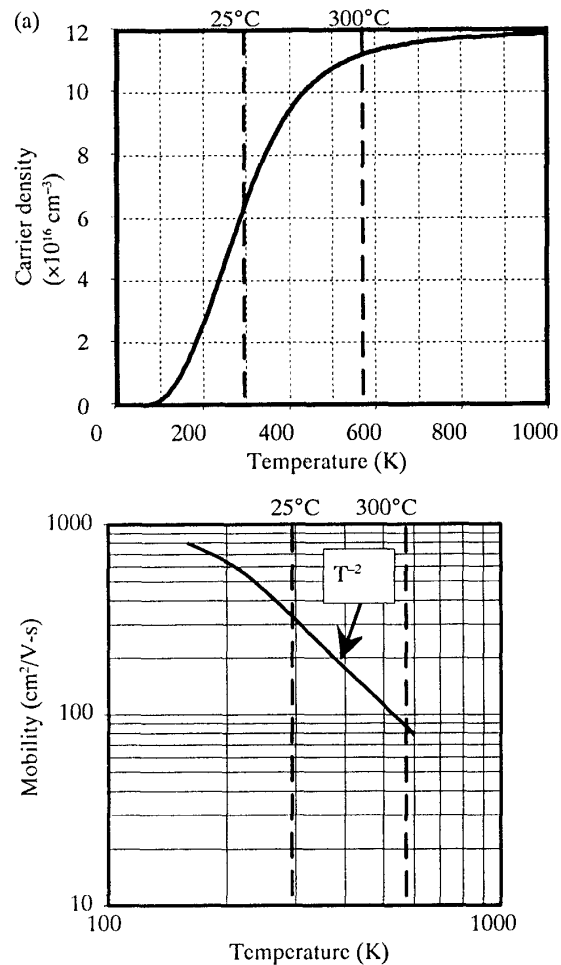 (a)
25°C 300°C
12
10
8
6
4
2
0
Carrier density
(×10¹⁶ cm⁻³)
0 200 400 600 800 1000
Temperature (K)
25°C 300°C
1000
100
10
T⁻²
Mobility (cm²/V-s)
100 1000
Temperature (K)